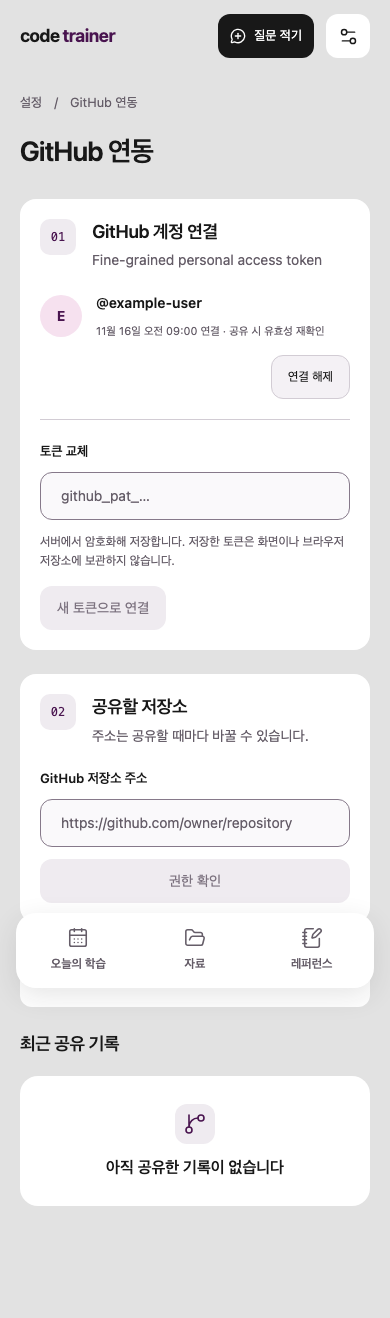 code trainer
질문 적기
설정 / GitHub 연동
GitHub 연동
01
GitHub 계정 연결
Fine-grained personal access token
E
@example-user
11월 16일 오전 09:00 연결 · 공유 시 유효성 재확인
연결 해제
토큰 교체
github_pat_...
서버에서 암호화해 저장합니다. 저장한 토큰은 화면이나 브라우저
저장소에 보관하지 않습니다.
새 토큰으로 연결
02
공유할 저장소
주소는 공유할 때마다 바꿀 수 있습니다.
GitHub 저장소 주소
https://github.com/owner/repository
권한 확인
오늘의 학습
자료
레퍼런스
최근 공유 기록
아직 공유한 기록이 없습니다